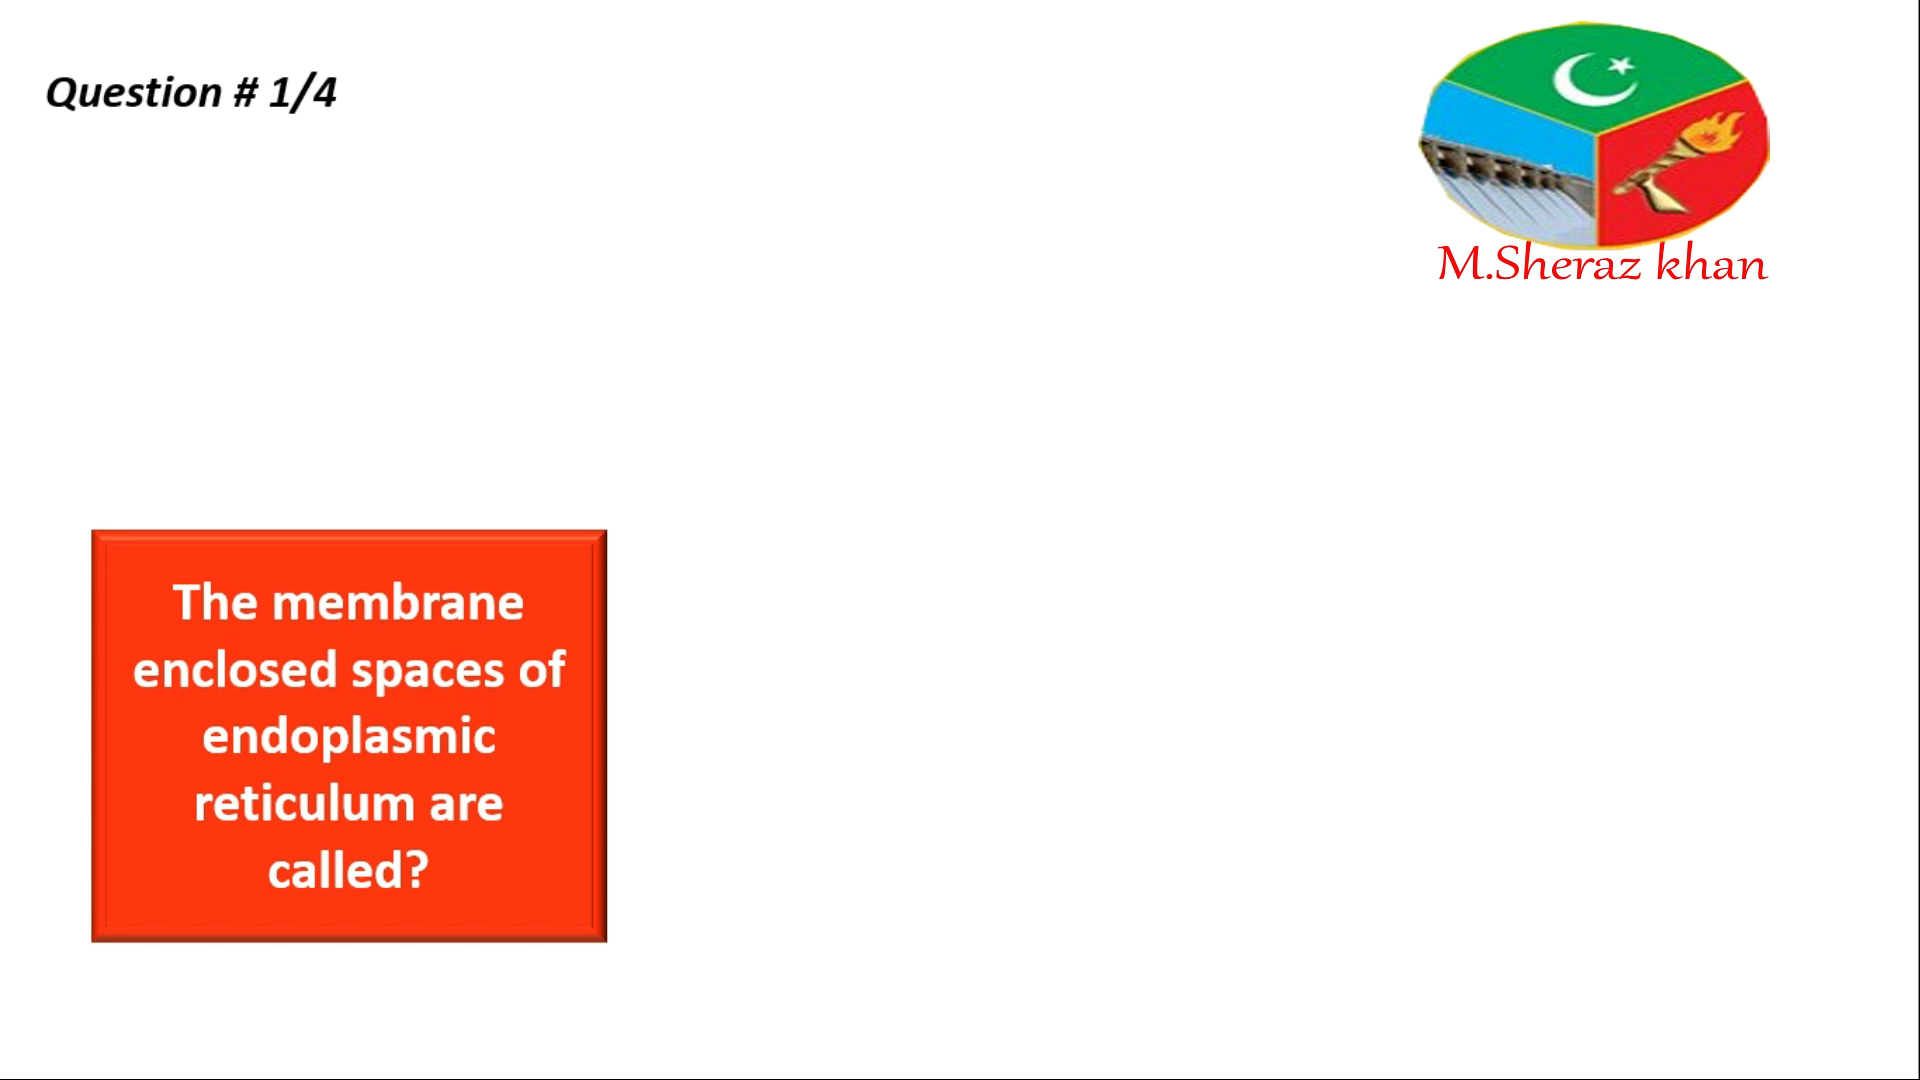 Question # 1/4
M.Sheraz khan
The membrane
enclosed spaces of
endoplasmic
reticulum are
called?